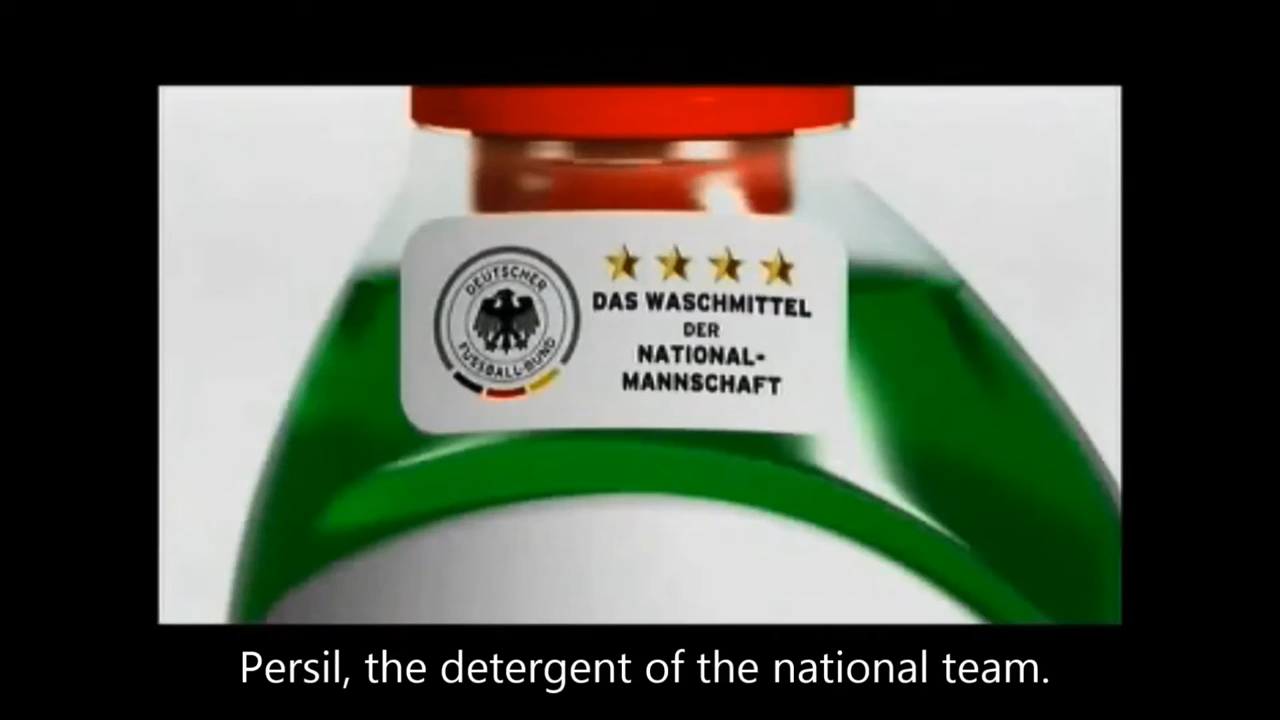 DEUTSCHER
FUSSBALL-BUND
DAS WASCHMITTEL
DER
NATIONAL-
MANNSCHAFT
Persil, the detergent of the national team.